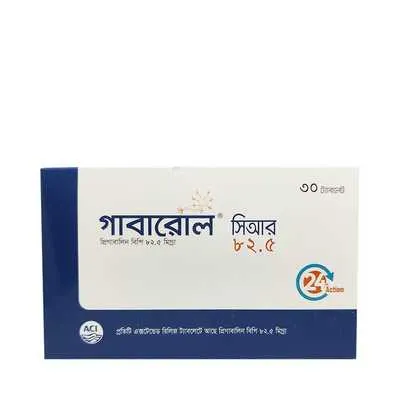 ৩০ ট্যাবলেট
গাবারোল® সিআর
প্রিগাবালিন বিপি ৮২.৫ মিগ্রা ৮২.৫
24 Action
ACI
প্রতিটি এক্সটেন্ডেড রিলিজ ট্যাবলেটে আছে প্রিগাবালিন বিপি ৮২.৫ মিগ্রা